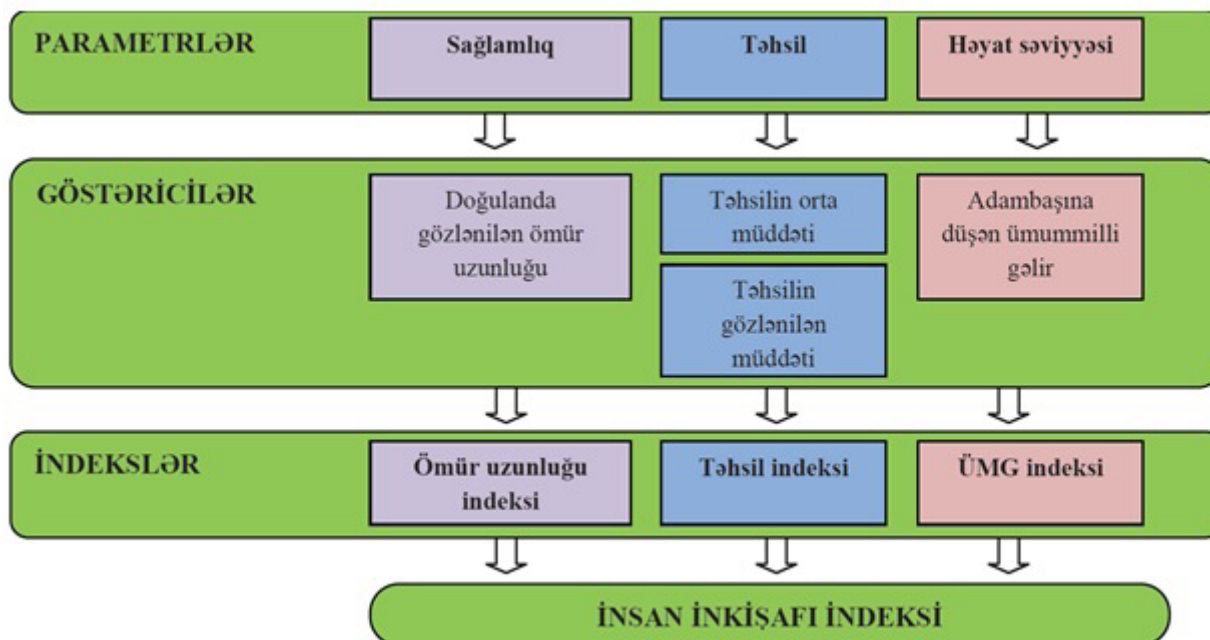 PARAMETRLƏR
Sağlamlıq
Təhsil
Həyat səviyyəsi
GÖSTƏRİCİLƏR
Doğulanda
gözlənilən ömür
uzunluğu
Təhsilin orta
müddəti
Təhsilin
gözlənilən
müddəti
Adambaşına
düşən ümummilli
gəlir
İNDEKSLƏR
Ömür uzunluğu
indeksi
Təhsil indeksi
ÜMG indeksi
İNSAN İNKİŞAFI İNDEKSİ